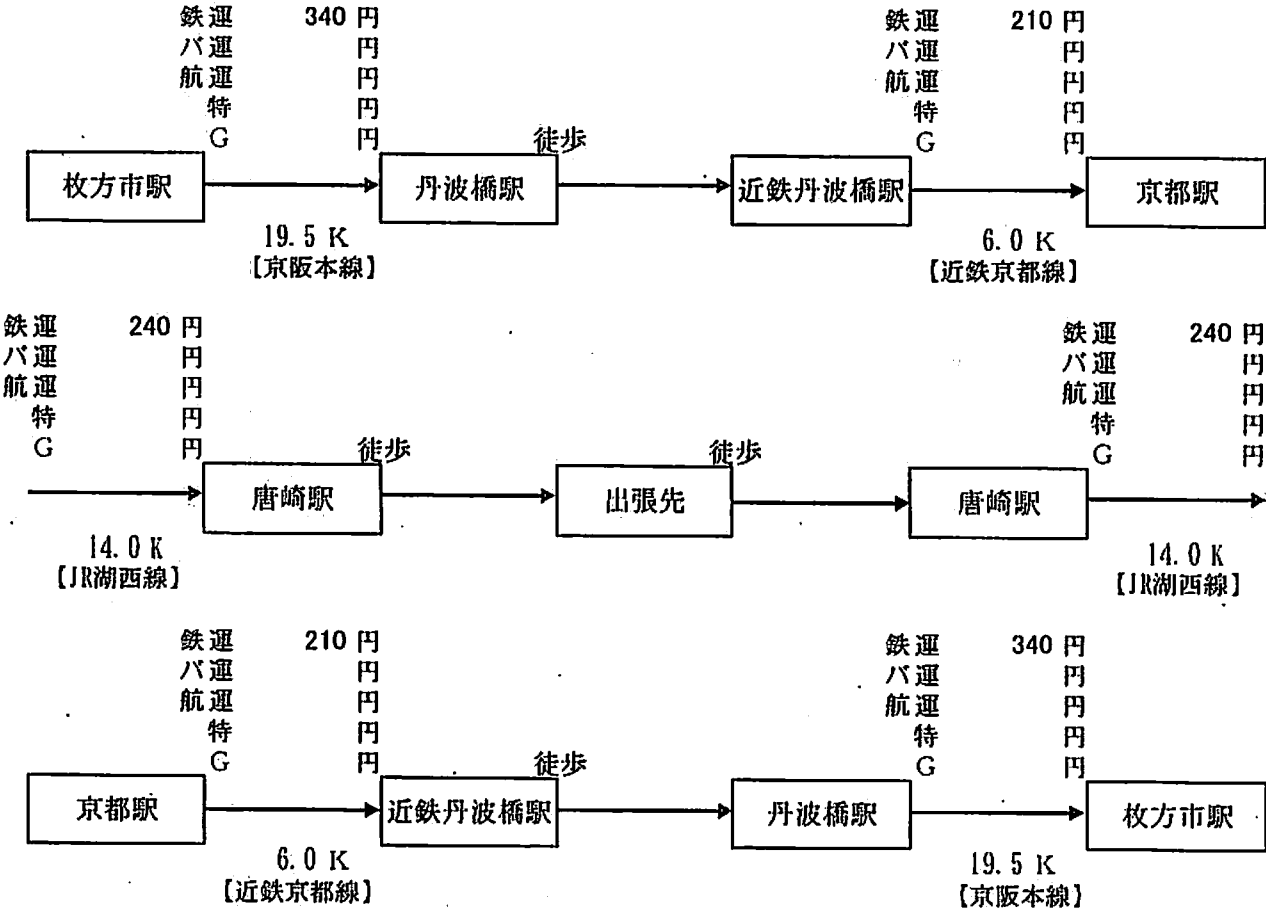 鉄運 340 円 鉄運 210 円
バ運 円 バ運 円
航運 円 航運 円
特 円 特 円
G 円 徒歩 G 円
枚方市駅 丹波橋駅 近鉄丹波橋駅 京都駅
19.5 K 6.0 K
【京阪本線】 【近鉄京都線】
鉄運 240 円 鉄運 240 円
バ運 円 バ運 円
航運 円 航運 円
特 円 特 円
G 円 徒歩 徒歩 G 円
唐崎駅 出張先 唐崎駅
14.0 K 14.0 K
【JR湖西線】 【JR湖西線】
鉄運 210 円 鉄運 340 円
バ運 円 バ運 円
航運 円 航運 円
特 円 特 円
G 円 徒歩 G 円
京都駅 近鉄丹波橋駅 丹波橋駅 枚方市駅
6.0 K 19.5 K
【近鉄京都線】 【京阪本線】